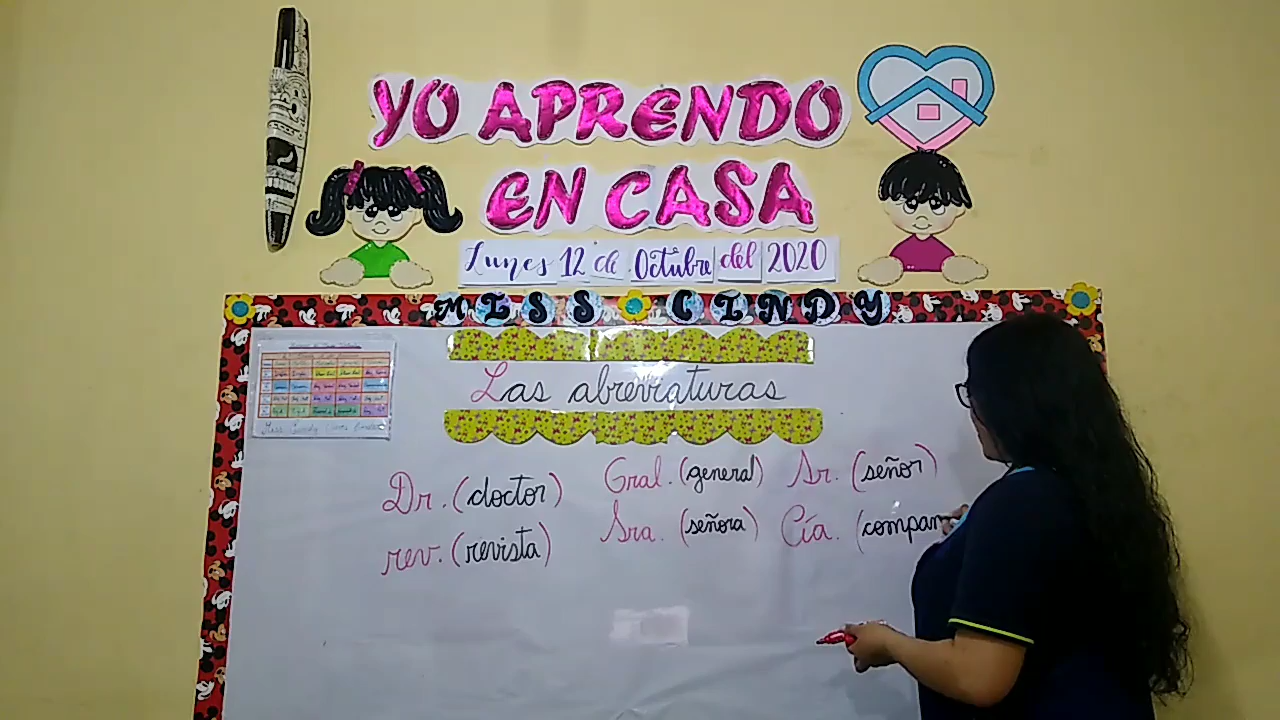 YO APRENDO
EN CASA
Lunes 12 de Octubre del 2020
MISS CINDY
Las abreviaturas
Dr. (doctor)
rev. (revista)
Gral. (general)
Sra. (señora)
Sr. (señor)
Cía. (compan